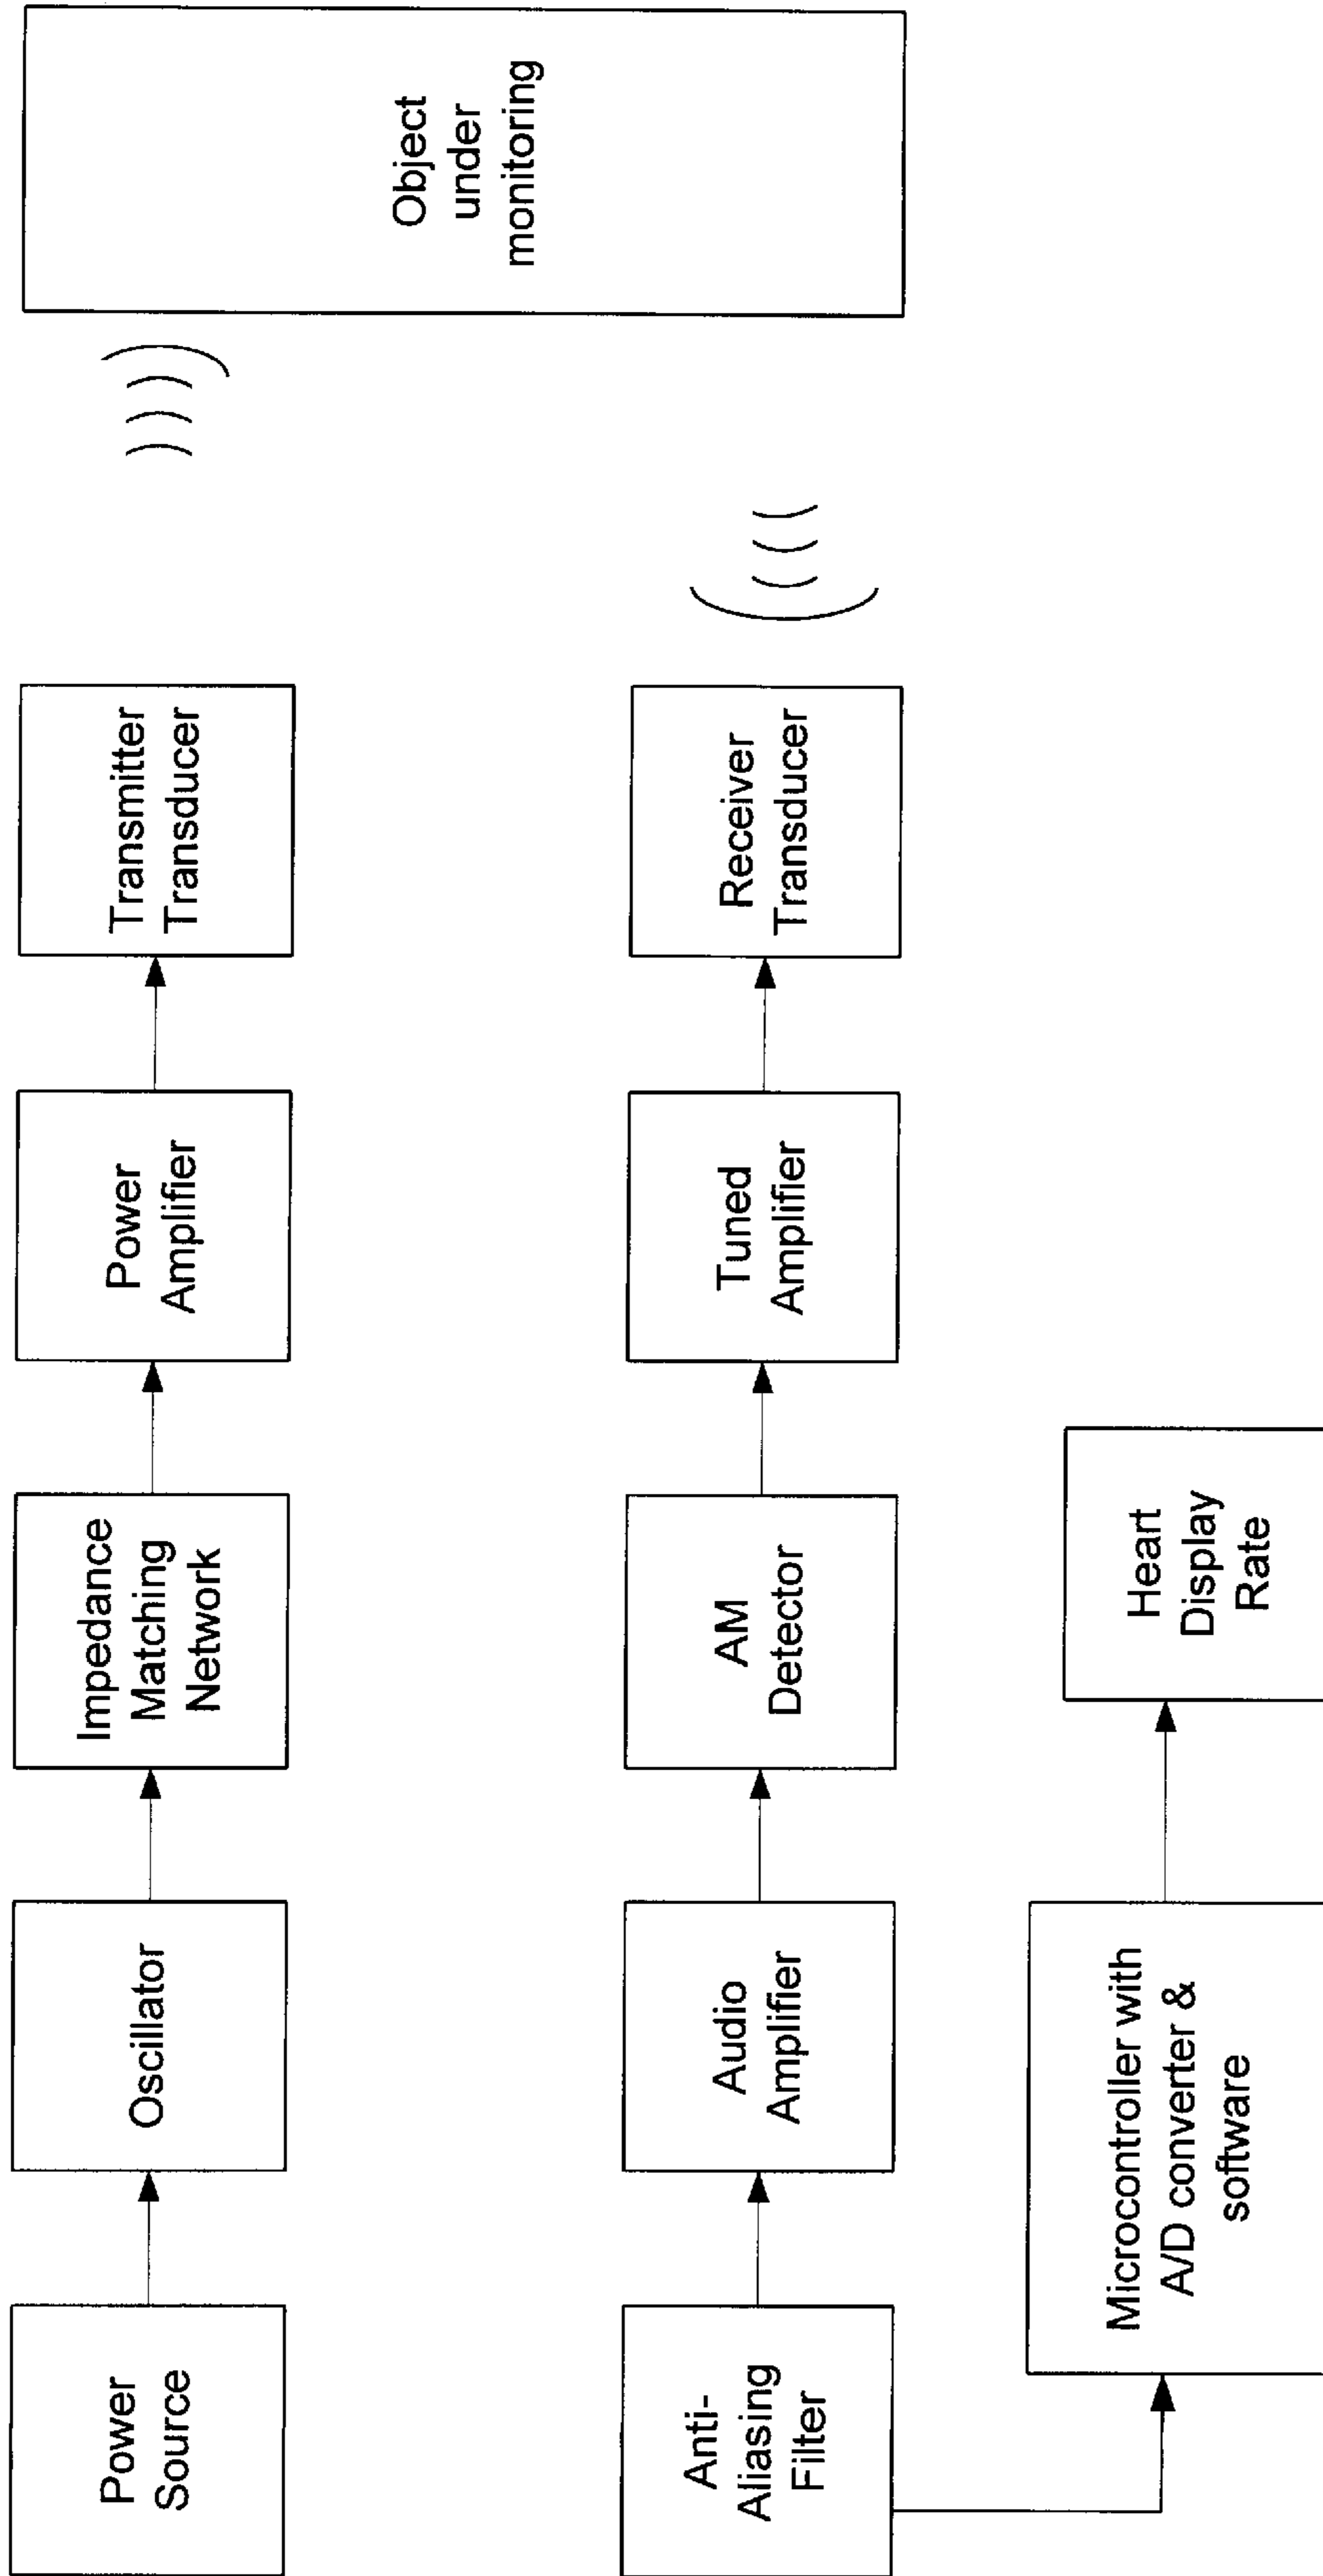 Power
Source
Oscillator
Impedance
Matching
Network
Power
Amplifier
Transmitter
Transducer
Object
under
monitoring
Anti-
Aliasing
Filter
Audio
Amplifier
AM
Detector
Tuned
Amplifier
Receiver
Transducer
Microcontroller with
A/D converter &
software
Heart
Display
Rate